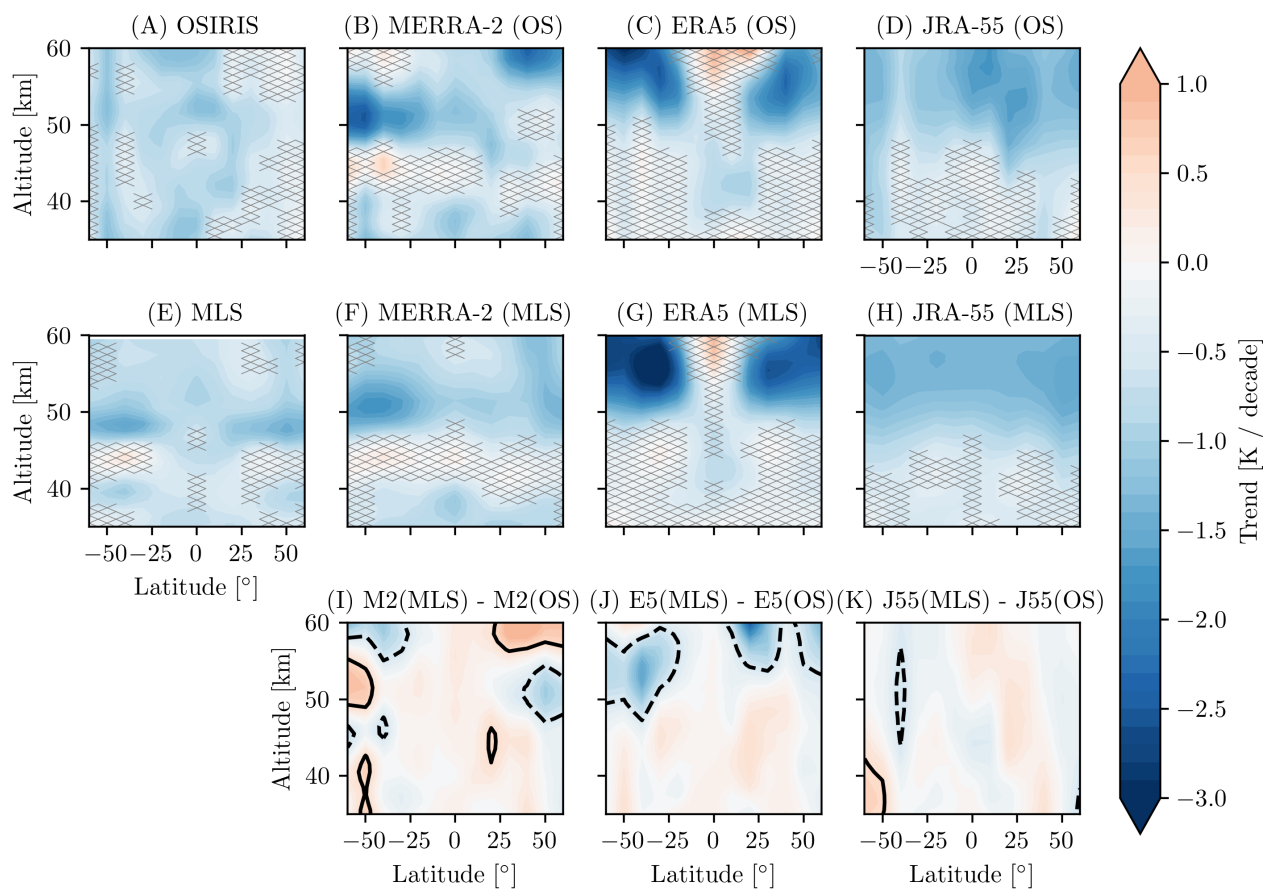 (A) OSIRIS
(B) MERRA-2 (OS)
(C) ERA5 (OS)
(D) JRA-55 (OS)
60
50
40
Altitude [km]
−50 −25 0 25 50
(E) MLS
(F) MERRA-2 (MLS)
(G) ERA5 (MLS)
(H) JRA-55 (MLS)
60
50
40
Altitude [km]
−50 −25 0 25 50
Latitude [°]
(I) M2(MLS) - M2(OS)
(J) E5(MLS) - E5(OS)
(K) J55(MLS) - J55(OS)
60
50
40
Altitude [km]
−50 −25 0 25 50
Latitude [°]
−50 −25 0 25 50
Latitude [°]
−50 −25 0 25 50
Latitude [°]
1.0
0.5
0.0
−0.5
−1.0
−1.5
−2.0
−2.5
−3.0
Trend [K / decade]